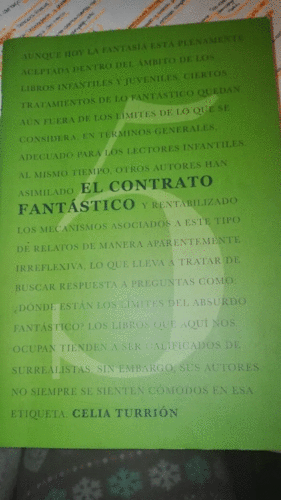 AUNQUE HOY LA FANTASÍA ESTÁ PLENAMENTE
ACEPTADA DENTRO DEL ÁMBITO DE LOS
LIBROS INFANTILES Y JUVENILES, CIERTOS
TRATAMIENTOS DE LO FANTÁSTICO QUEDAN
AÚN FUERA DE LOS LÍMITES DE LO QUE SE
CONSIDERA, EN TÉRMINOS GENERALES,
ADECUADO PARA LOS LECTORES INFANTILES.
AL MISMO TIEMPO, OTROS AUTORES HAN
ASIMILADO EL CONTRATO
FANTÁSTICO Y RENTABILIZADO
LOS MECANISMOS ASOCIADOS A ESTE TIPO
DE RELATOS DE MANERA APARENTEMENTE
IRREFLEXIVA, LO QUE LLEVA A TRATAR DE
BUSCAR RESPUESTA A PREGUNTAS COMO:
¿DÓNDE ESTÁN LOS LÍMITES DEL ABSURDO
FANTÁSTICO? LOS LIBROS QUE AQUÍ NOS
OCUPAN TIENDEN A SER CALIFICADOS DE
SURREALISTAS; SIN EMBARGO, SUS AUTORES
NO SIEMPRE SE SIENTEN CÓMODOS EN ESA
ETIQUETA. CELIA TURRIÓN
5